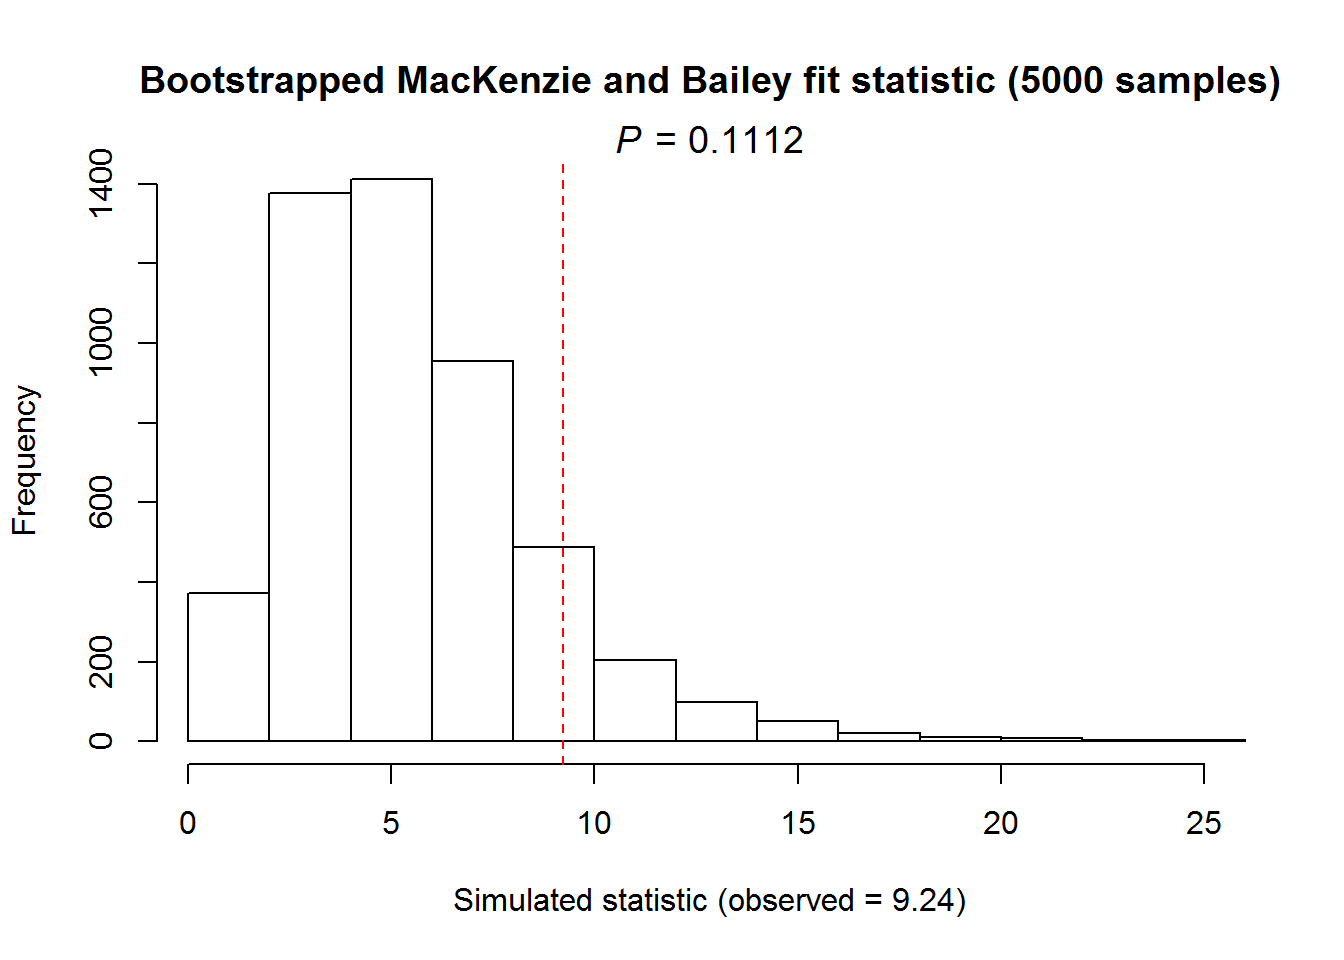 Bootstrapped MacKenzie and Bailey fit statistic (5000 samples)
P = 0.1112
Frequency
1400
1000
600
200
0
0 5 10 15 20 25
Simulated statistic (observed = 9.24)